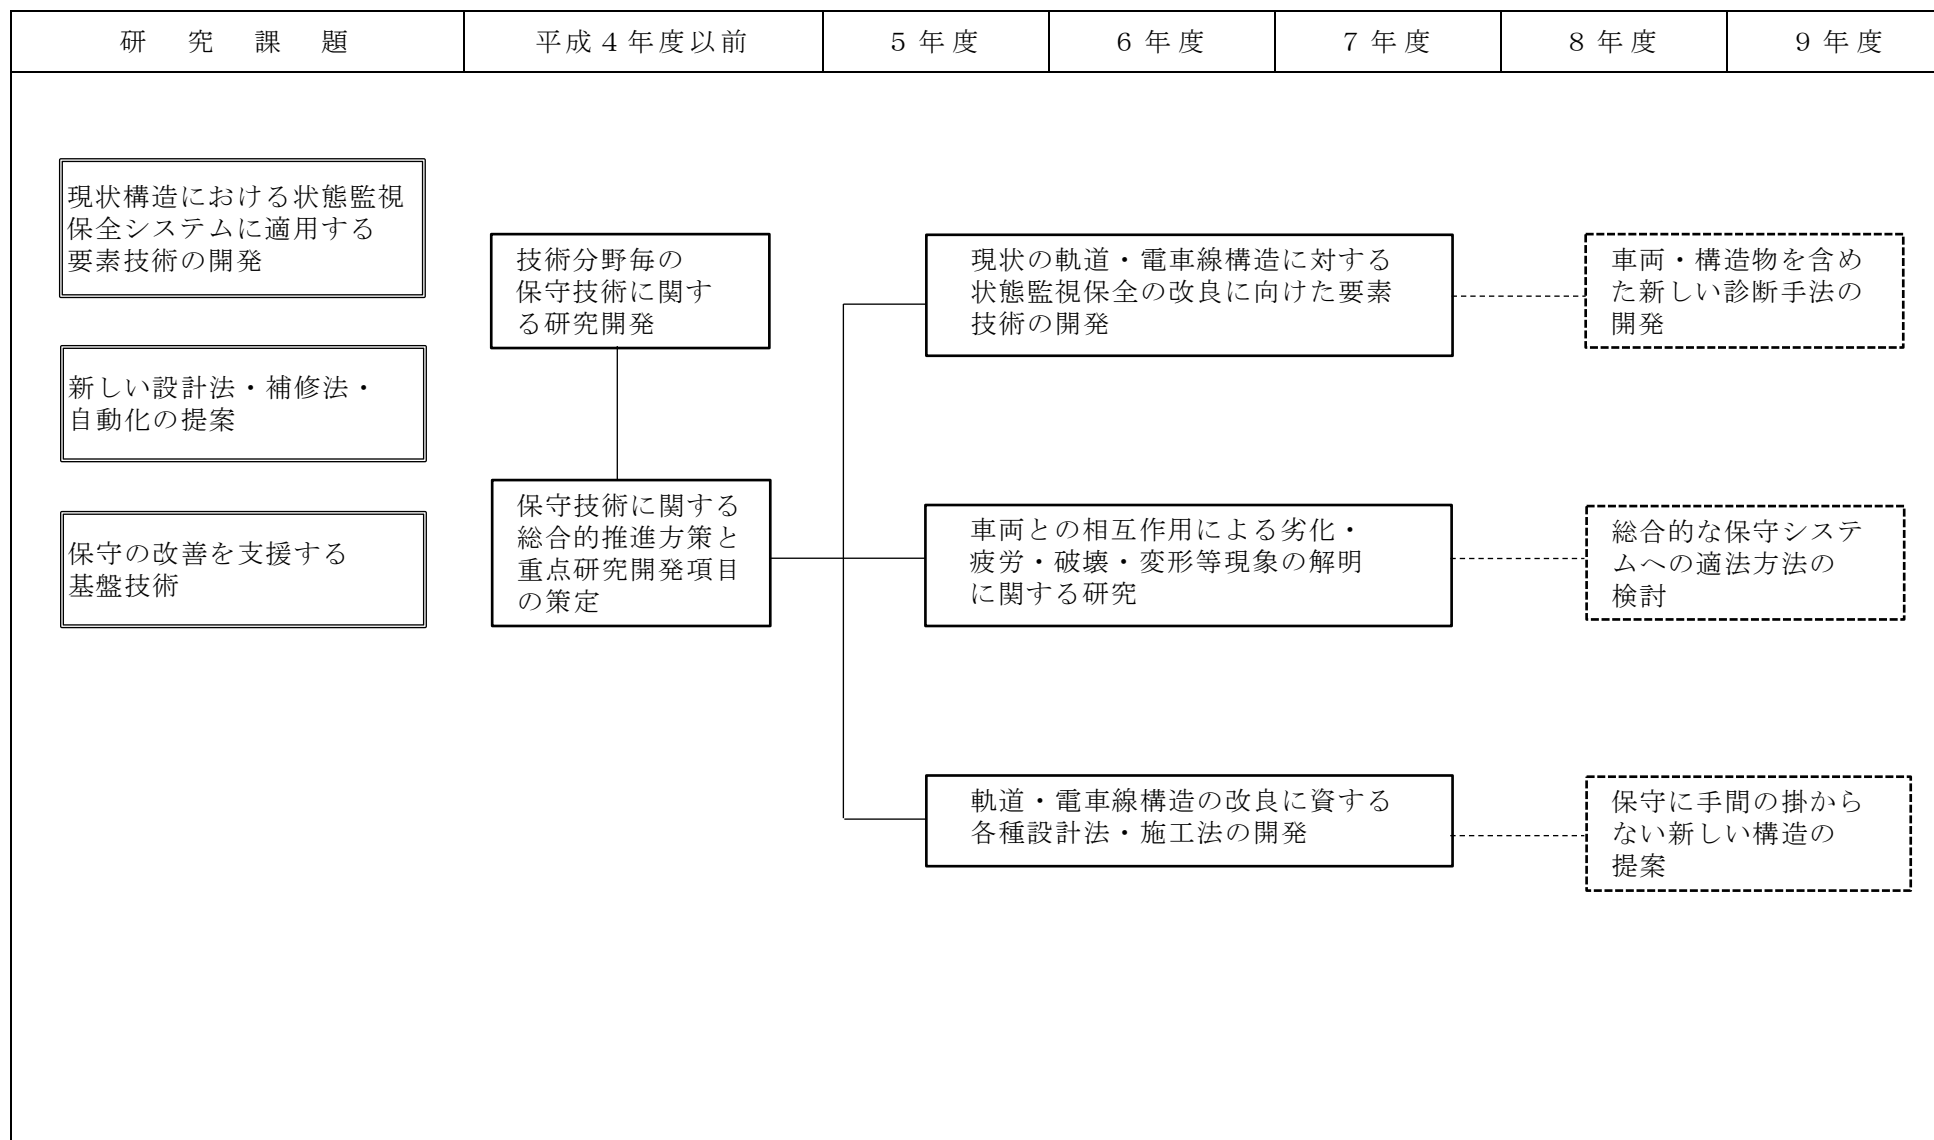 研　究　課　題
平成４年度以前
５年度
６年度
７年度
８年度
９年度
現状構造における状態監視
保全システムに適用する
要素技術の開発
新しい設計法・補修法・
自動化の提案
保守の改善を支援する
基盤技術
技術分野毎の
保守技術に関す
る研究開発
保守技術に関する
総合的推進方策と
重点研究開発項目
の策定
現状の軌道・電車線構造に対する
状態監視保全の改良に向けた要素
技術の開発
車両との相互作用による劣化・
疲労・破壊・変形等現象の解明
に関する研究
軌道・電車線構造の改良に資する
各種設計法・施工法の開発
車両・構造物を含め
た新しい診断手法の
開発
総合的な保守システ
ムへの適法方法の
検討
保守に手間の掛から
ない新しい構造の
提案